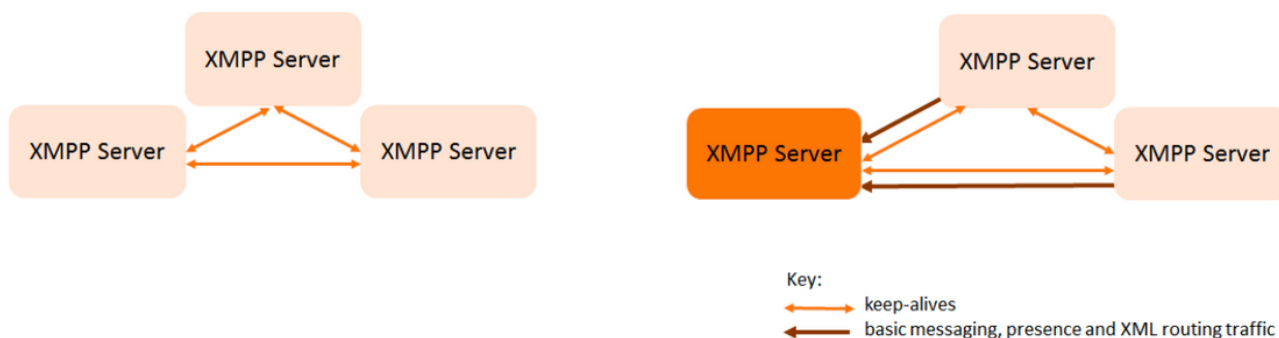 XMPP Server
XMPP Server
XMPP Server
XMPP Server
XMPP Server
XMPP Server
Key:
keep-alives
basic messaging, presence and XML routing traffic